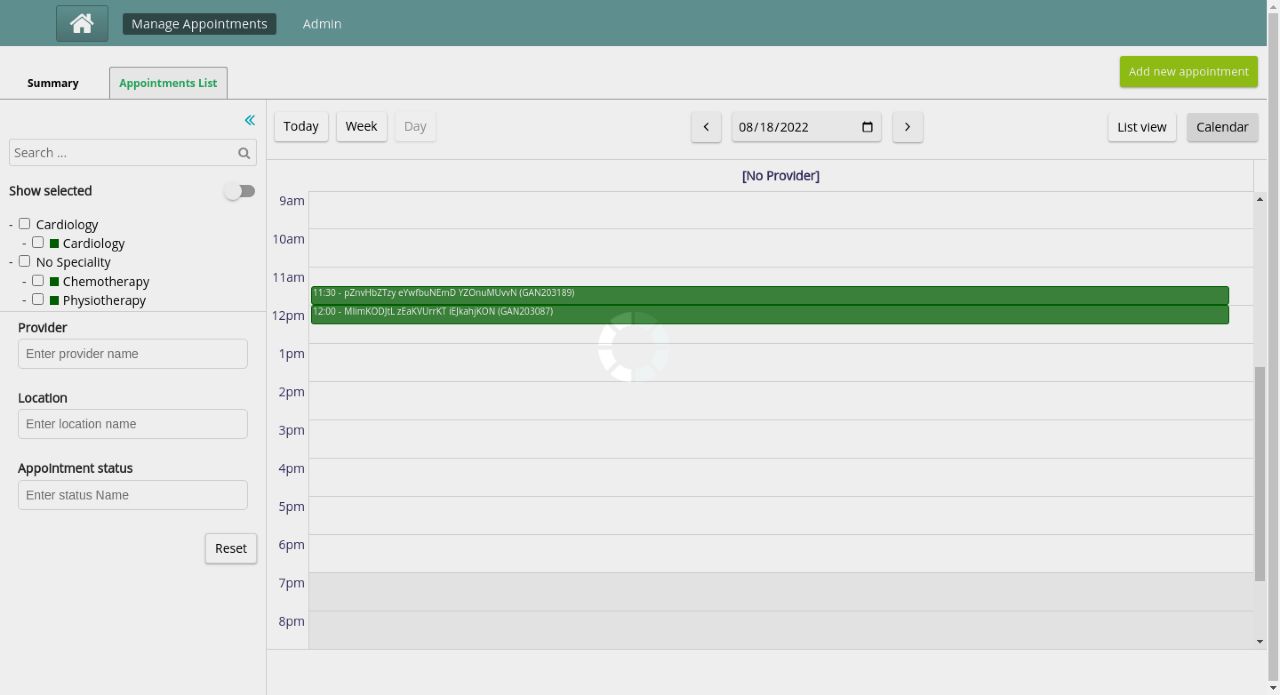 Manage Appointments
Admin
Summary
Appointments List
Add new appointment
Today
Week
Day
08/18/2022
List view
Calendar
Search ...
Show selected
- Cardiology
- Cardiology
- No Speciality
- Chemotherapy
- Physiotherapy
Provider
Enter provider name
Location
Enter location name
Appointment status
Enter status Name
Reset
[No Provider]
9am
10am
11am
11:30 - pZnvHbZTzy eYwfbuNEmD YZOnuMUvvN (GAN203189)
12:00 - MIimKODJtL zEaKVUrrKT iEJkahjKON (GAN203087)
12pm
1pm
2pm
3pm
4pm
5pm
6pm
7pm
8pm